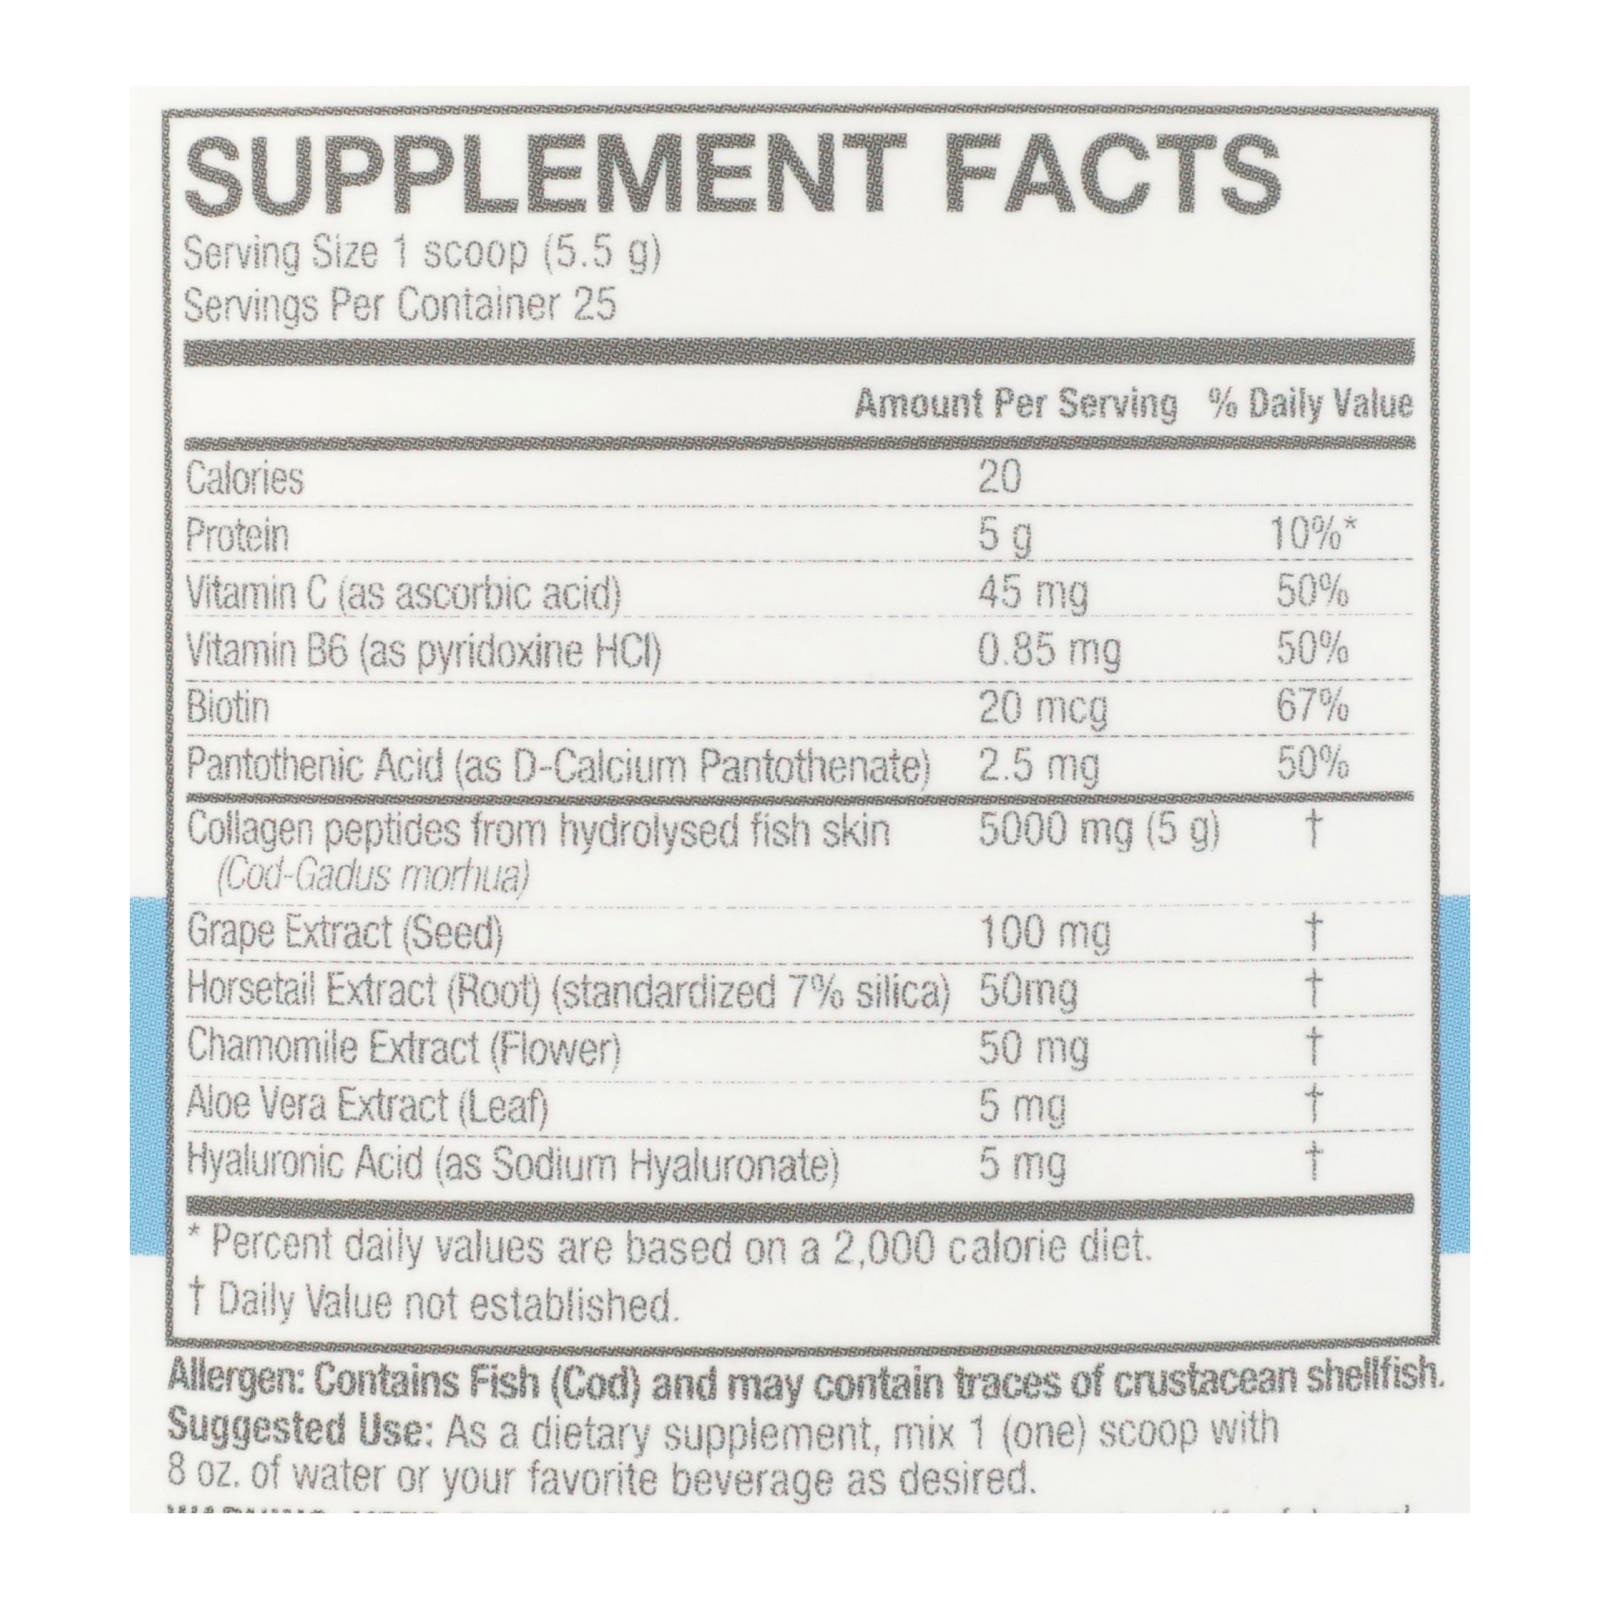 SUPPLEMENT FACTS
Serving Size 1 scoop (5.5 g)
Servings Per Container 25
Amount Per Serving % Daily Value
Calories 20
Protein 5 g 10%*
Vitamin C (as ascorbic acid) 45 mg 50%
Vitamin B6 (as pyridoxine HCl) 0.85 mg 50%
Biotin 20 mcg 67%
Pantothenic Acid (as D-Calcium Pantothenate) 2.5 mg 50%
Collagen peptides from hydrolysed fish skin 5000 mg (5 g) †
(Cod-Gadus morhua)
Grape Extract (Seed) 100 mg †
Horsetail Extract (Root) (standardized 7% silica) 50mg †
Chamomile Extract (Flower) 50 mg †
Aloe Vera Extract (Leaf) 5 mg †
Hyaluronic Acid (as Sodium Hyaluronate) 5 mg †
* Percent daily values are based on a 2,000 calorie diet.
† Daily Value not established.
Allergen: Contains Fish (Cod) and may contain traces of crustacean shellfish.
Suggested Use: As a dietary supplement, mix 1 (one) scoop with
8 oz. of water or your favorite beverage as desired.